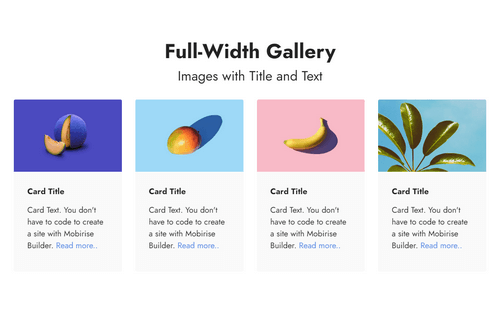 Full-Width Gallery
Images with Title and Text
Card Title
Card Text. You don't
have to code to create
a site with Mobirise
Builder. Read more..
Card Title
Card Text. You don't
have to code to create
a site with Mobirise
Builder. Read more..
Card Title
Card Text. You don't
have to code to create
a site with Mobirise
Builder. Read more..
Card Title
Card Text. You don't
have to code to create
a site with Mobirise
Builder. Read more..